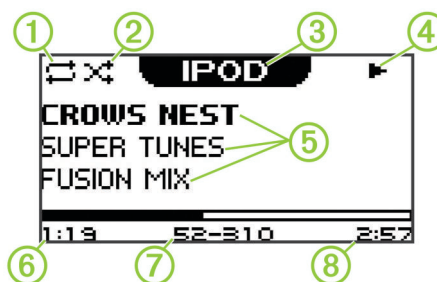 1 2 3 4
IPOD
CROWS NEST
SUPER TUNES 5
FUSION MIX
1:19 52-310 2:57
6 7 8